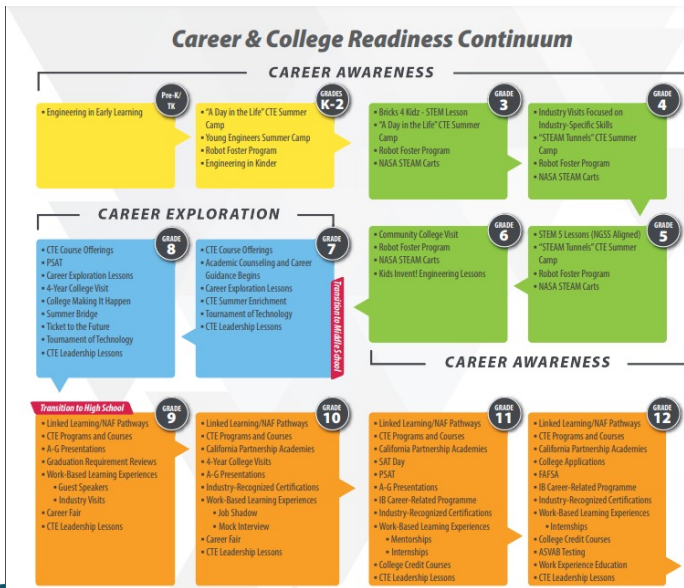 Career & College Readiness Continuum
CAREER AWARENESS
Pre-K/
TK
• Engineering in Early Learning
GRADES
K-2
• "A Day in the Life" CTE Summer
Camp
• Young Engineers Summer Camp
• Robot Foster Program
• Engineering in Kinder
GRADE
3
• Bricks 4 Kidz - STEM Lesson
• "A Day in the Life" CTE Summer
Camp
• Robot Foster Program
• NASA STEAM Carts
GRADE
4
• Industry Visits Focused on
Industry-Specific Skills
• "STEAM Tunnels" CTE Summer
Camp
• Robot Foster Program
• NASA STEAM Carts
GRADE
5
• STEM 5 Lessons (NGSS Aligned)
• "STEAM Tunnels" CTE Summer
Camp
• Robot Foster Program
• NASA STEAM Carts
GRADE
6
• Community College Visit
• Robot Foster Program
• NASA STEAM Carts
• Kids Invent! Engineering Lessons
CAREER AWARENESS
CAREER EXPLORATION
Transition to Middle School
GRADE
7
• CTE Course Offerings
• Academic Counseling and Career
Guidance Begins
• Career Exploration Lessons
• CTE Summer Enrichment
• Tournament of Technology
• CTE Leadership Lessons
GRADE
8
• CTE Course Offerings
• PSAT
• Career Exploration Lessons
• 4-Year College Visit
• College Making It Happen
• Summer Bridge
• Ticket to the Future
• Tournament of Technology
• CTE Leadership Lessons
Transition to High School
GRADE
9
• Linked Learning/NAF Pathways
• CTE Programs and Courses
• A-G Presentations
• Graduation Requirement Reviews
• Work-Based Learning Experiences
• Guest Speakers
• Industry Visits
• Career Fair
• CTE Leadership Lessons
GRADE
10
• Linked Learning/NAF Pathways
• CTE Programs and Courses
• California Partnership Academies
• 4-Year College Visits
• A-G Presentations
• Industry-Recognized Certifications
• Work-Based Learning Experiences
• Job Shadow
• Mock Interview
• Career Fair
• CTE Leadership Lessons
GRADE
11
• Linked Learning/NAF Pathways
• CTE Programs and Courses
• California Partnership Academies
• SAT Day
• PSAT
• A-G Presentations
• IB Career-Related Programme
• Industry-Recognized Certifications
• Work-Based Learning Experiences
• Mentorships
• Internships
• College Credit Courses
• CTE Leadership Lessons
GRADE
12
• Linked Learning/NAF Pathways
• CTE Programs and Courses
• California Partnership Academies
• College Applications
• FAFSA
• IB Career-Related Programme
• Industry-Recognized Certifications
• Work-Based Learning Experiences
• Internships
• College Credit Courses
• ASVAB Testing
• Work Experience Education
• CTE Leadership Lessons